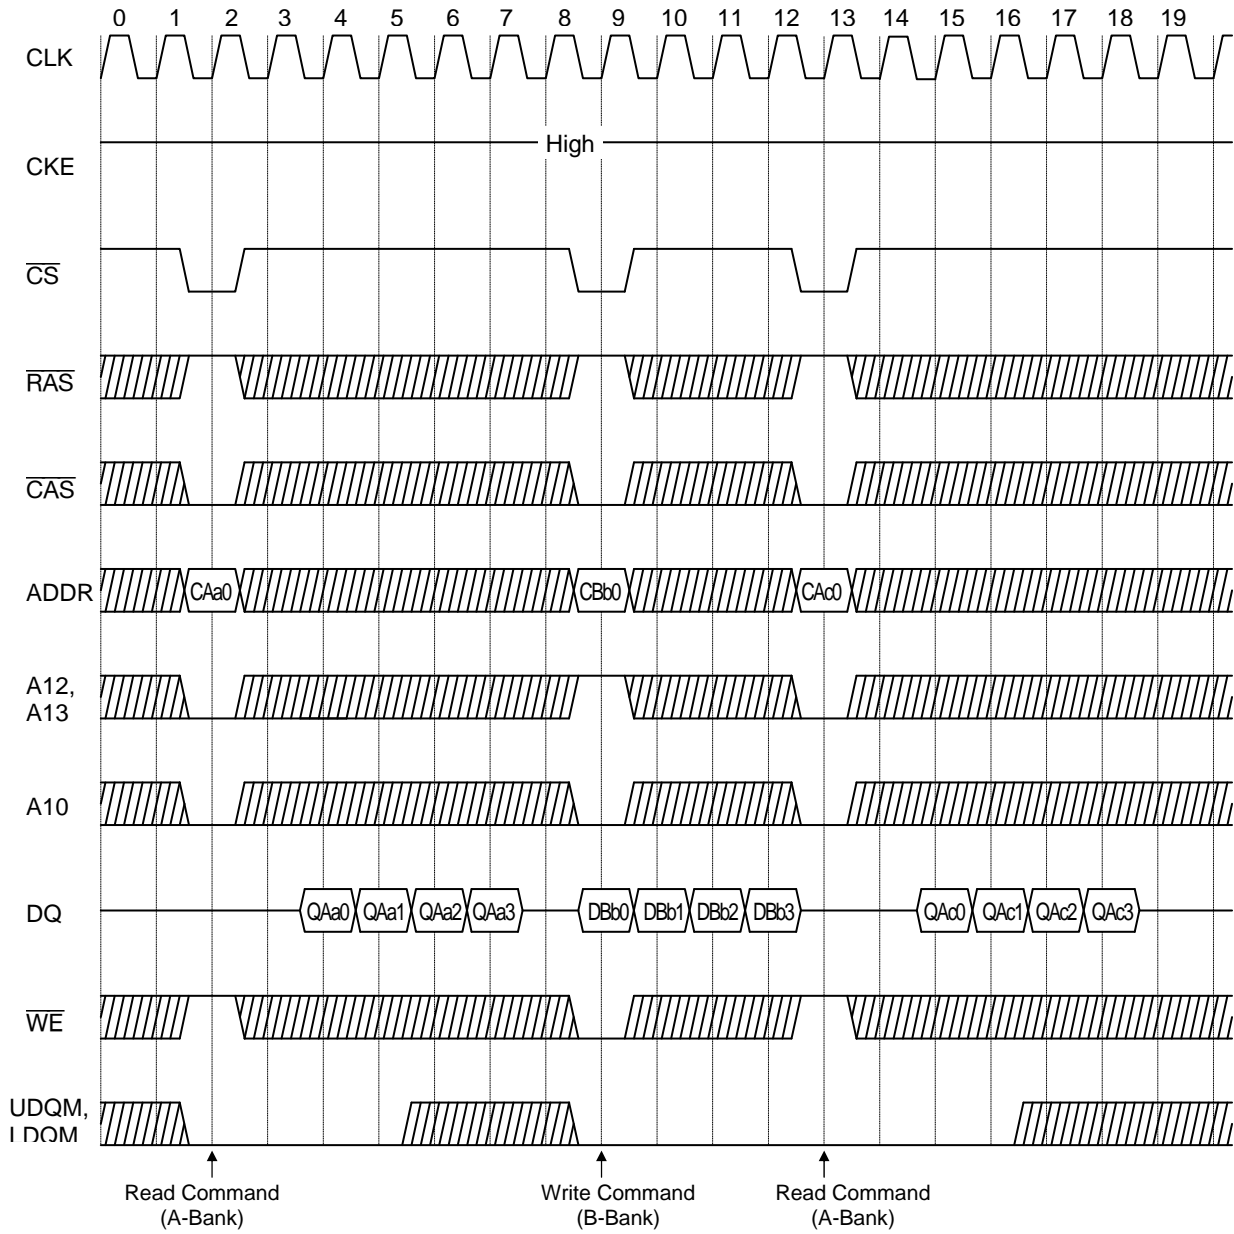 0 1 2 3 4 5 6 7 8 9 10 11 12 13 14 15 16 17 18 19
CLK
High
CKE
CS
RAS
CAS
ADDR CAa0 CBb0 CAc0
A12,
A13
A10
DQ QAa0 QAa1 QAa2 QAa3 DBb0 DBb1 DBb2 DBb3 QAc0 QAc1 QAc2 QAc3
WE
UDQM,
LDQM
Read Command Write Command Read Command
(A-Bank) (B-Bank) (A-Bank)